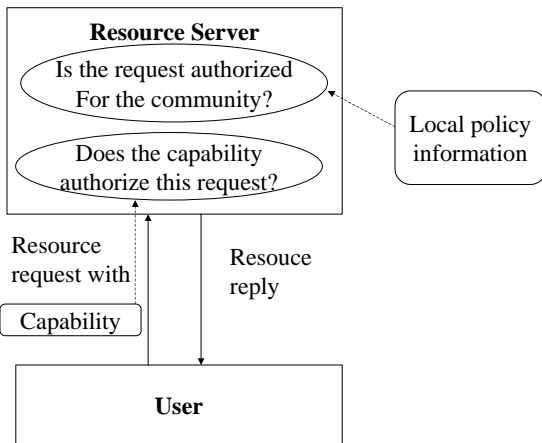 Resource Server
Is the request authorized
For the community?
Local policy
information
Does the capability
authorize this request?
Resource
request with
Capability
Resouce
reply
User